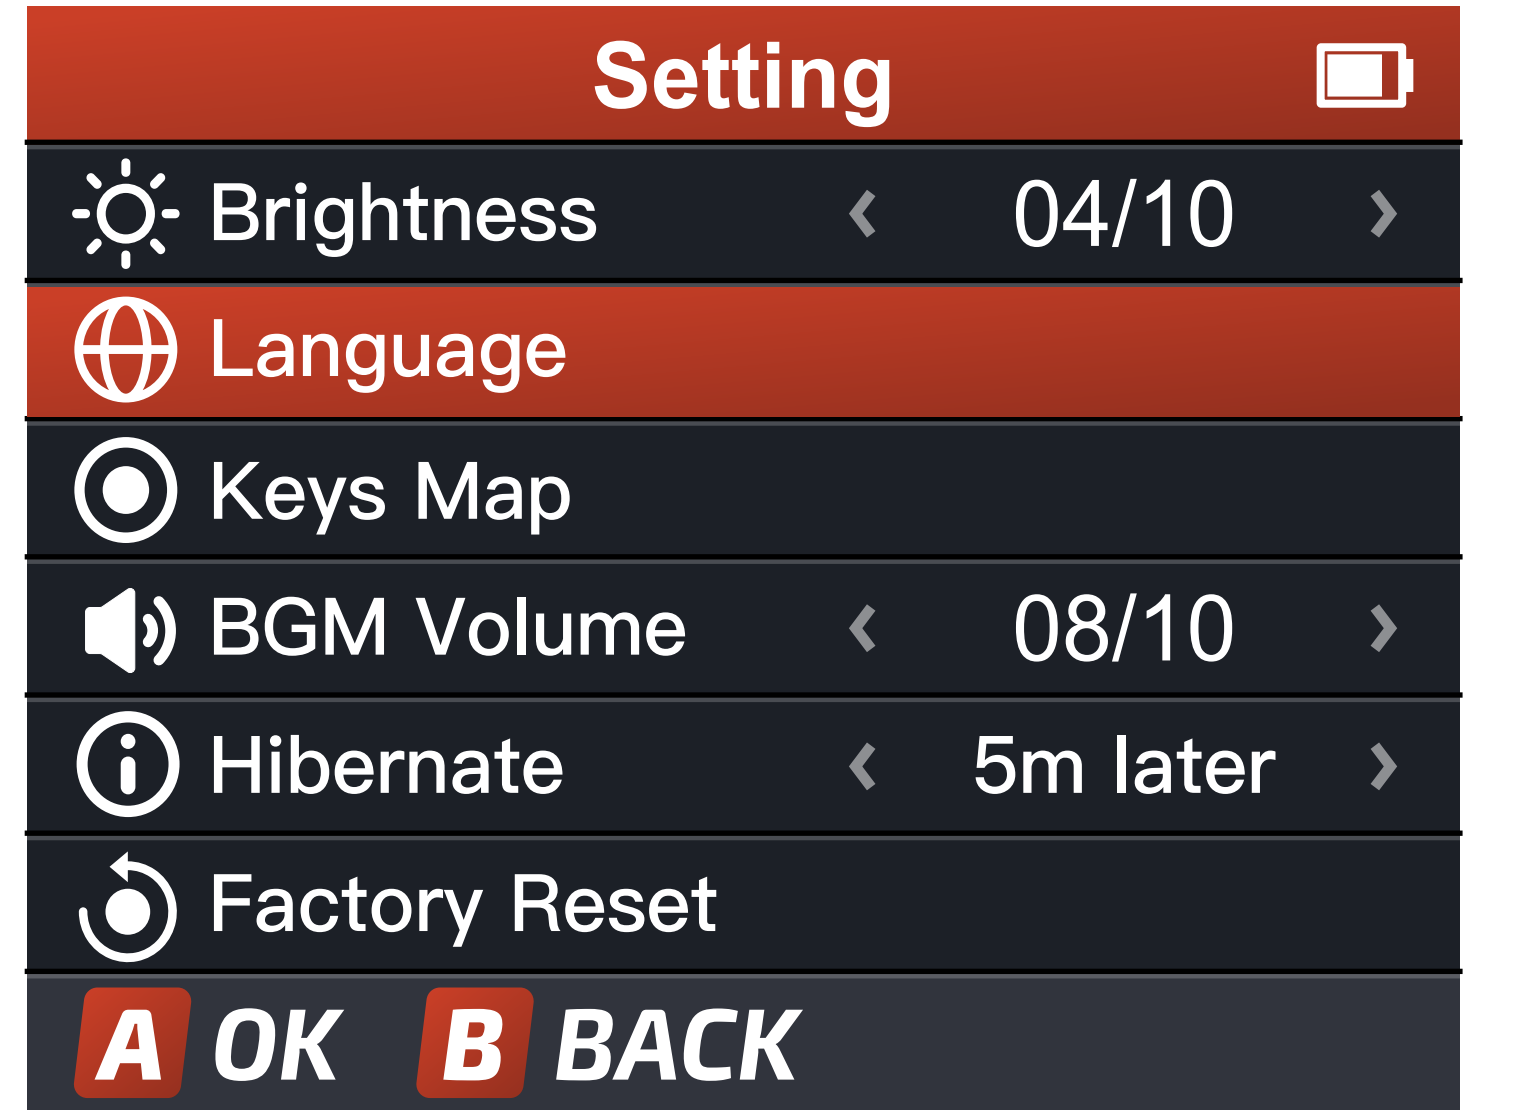 Setting
Brightness ‹ 04/10 ›
Language
Keys Map
BGM Volume ‹ 08/10 ›
Hibernate ‹ 5m later ›
Factory Reset
A OK B BACK